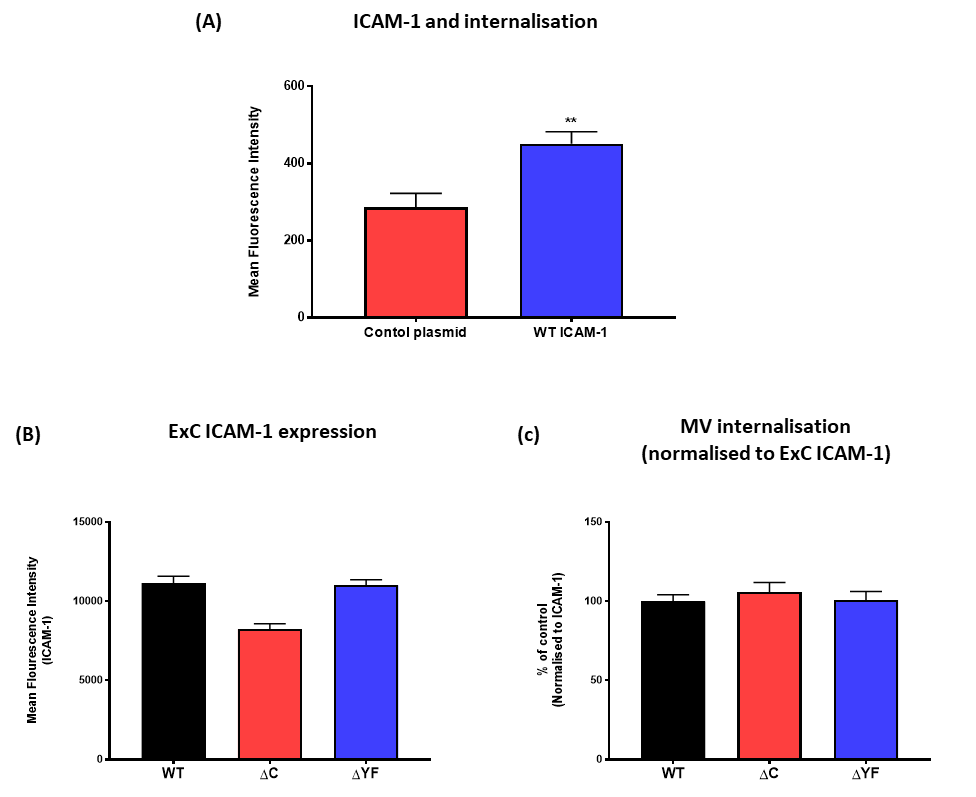 (A)
ICAM-1 and internalisation
600
400
200
0
Mean Fluorescence Intensity
**
Contol plasmid
WT ICAM-1
(B)
ExC ICAM-1 expression
15000
10000
5000
0
Mean Flourescence Intensity
(ICAM-1)
WT
ΔC
ΔYF
(c)
MV internalisation
(normalised to ExC ICAM-1)
150
100
50
0
% of control
(Normalised to ICAM-1)
WT
ΔC
ΔYF